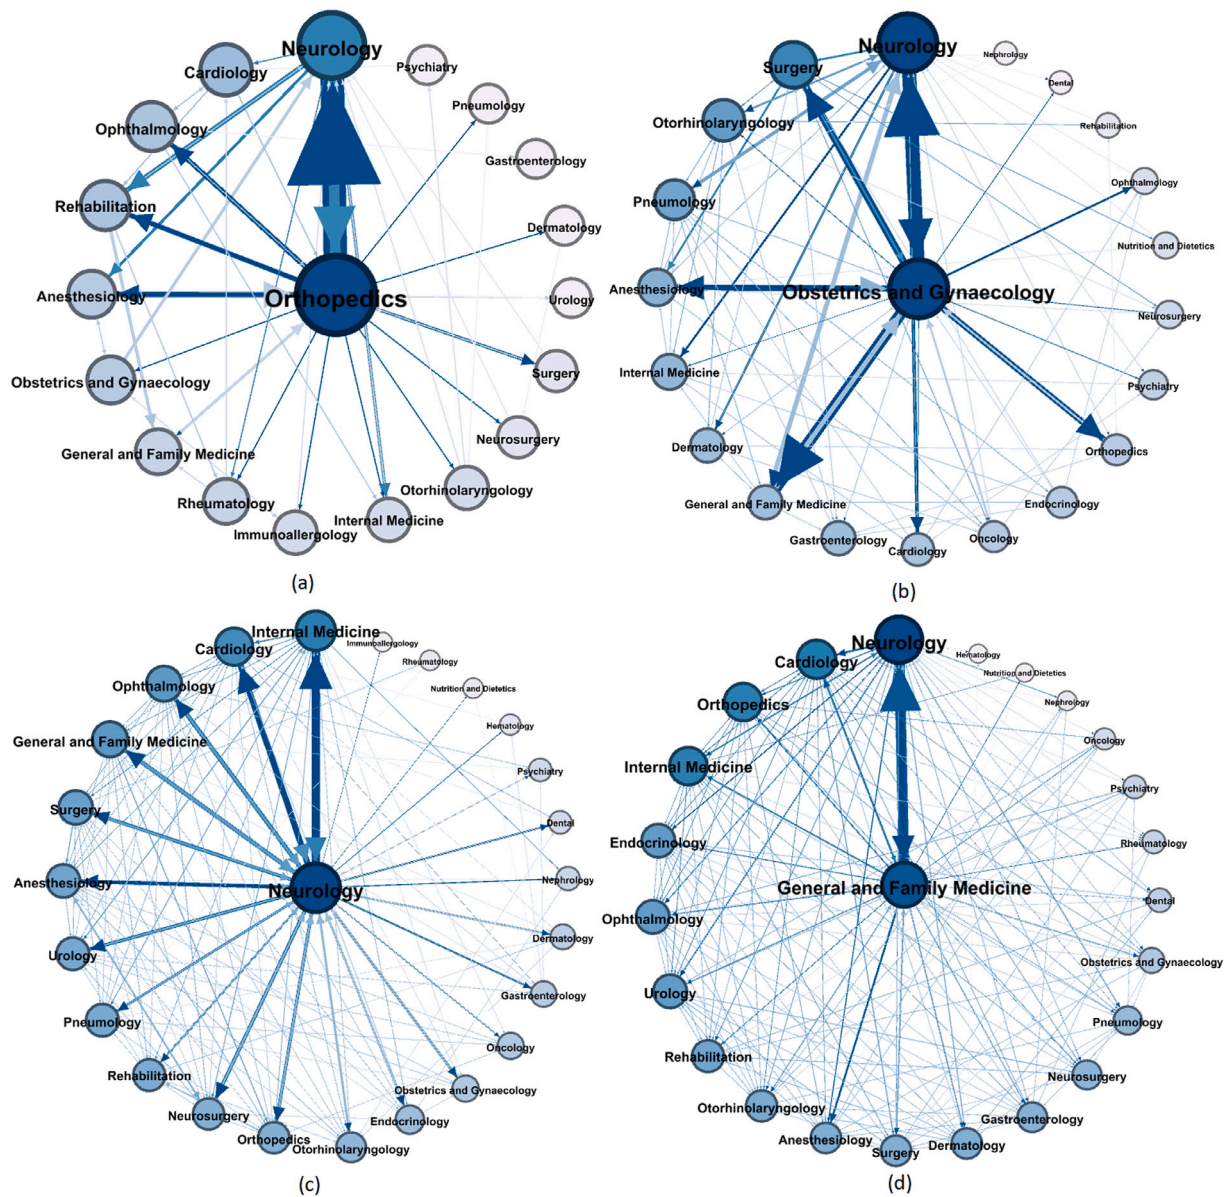 Neurology
Cardiology
Psychiatry
Pneumology
Ophthalmology
Gastroenterology
Rehabilitation
Dermatology
Anesthesiology
Orthopedics
Urology
Obstetrics and Gynaecology
Surgery
General and Family Medicine
Neurosurgery
Rheumatology
Otorhinolaryngology
Immunoallergology
Internal Medicine
(a)
Neurology
Nephrology
Surgery
Dental
Otorhinolaryngology
Rehabilitation
Pneumology
Ophthalmology
Nutrition and Dietetics
Anesthesiology
Obstetrics and Gynaecology
Neurosurgery
Internal Medicine
Psychiatry
Dermatology
Orthopedics
General and Family Medicine
Endocrinology
Gastroenterology
Cardiology
Oncology
(b)
Internal Medicine
Immunoallergology
Cardiology
Rheumatology
Ophthalmology
Nutrition and Dietetics
Hematology
General and Family Medicine
Psychiatry
Surgery
Dental
Anesthesiology
Neurology
Nephrology
Urology
Dermatology
Gastroenterology
Pneumology
Oncology
Rehabilitation
Obstetrics and Gynaecology
Neurosurgery
Endocrinology
Orthopedics
Otorhinolaryngology
(c)
Neurology
Hematology
Cardiology
Nutrition and Dietetics
Orthopedics
Nephrology
Oncology
Internal Medicine
Psychiatry
Endocrinology
Rheumatology
General and Family Medicine
Dental
Ophthalmology
Obstetrics and Gynaecology
Urology
Pneumology
Rehabilitation
Neurosurgery
Otorhinolaryngology
Gastroenterology
Anesthesiology
Surgery
Dermatology
(d)